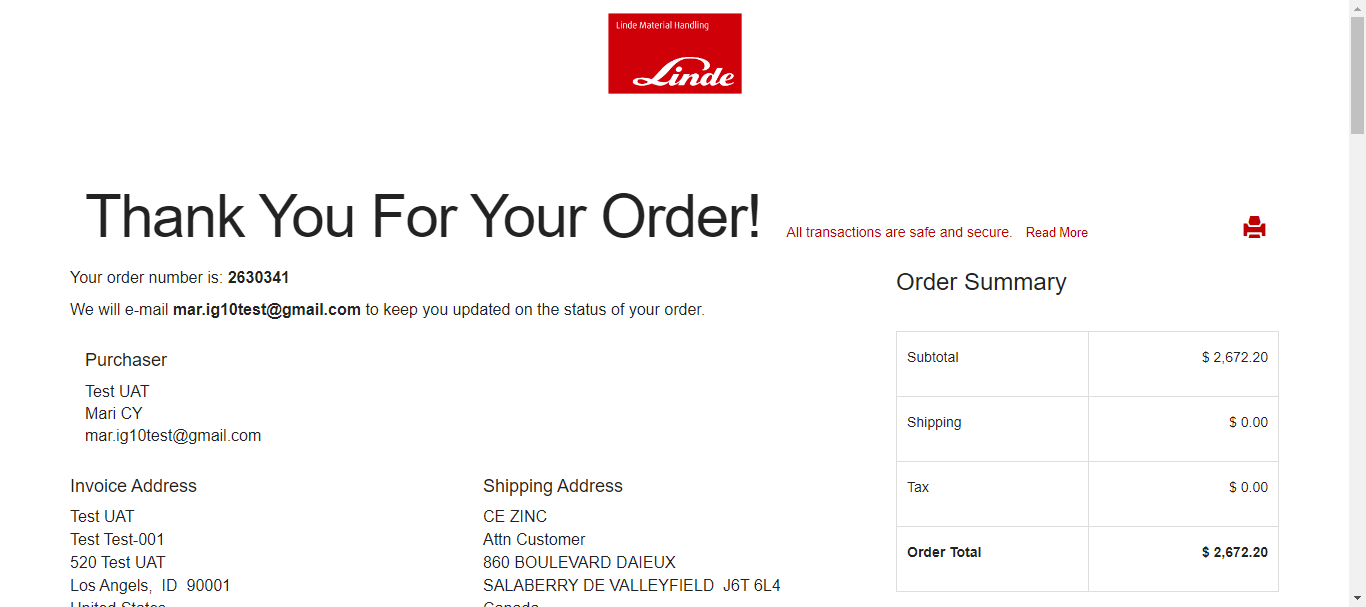 Linde Material Handling
Linde
Thank You For Your Order!
All transactions are safe and secure. Read More
Your order number is: 2630341
We will e-mail mar.ig10test@gmail.com to keep you updated on the status of your order.
Purchaser
Test UAT
Mari CY
mar.ig10test@gmail.com
Invoice Address
Test UAT
Test Test-001
520 Test UAT
Los Angels,  ID  90001
United States
Shipping Address
CE ZINC
Attn Customer
860 BOULEVARD DAIEUX
SALABERRY DE VALLEYFIELD  J6T 6L4
Canada
Order Summary
Subtotal $ 2,672.20
Shipping $ 0.00
Tax $ 0.00
Order Total $ 2,672.20